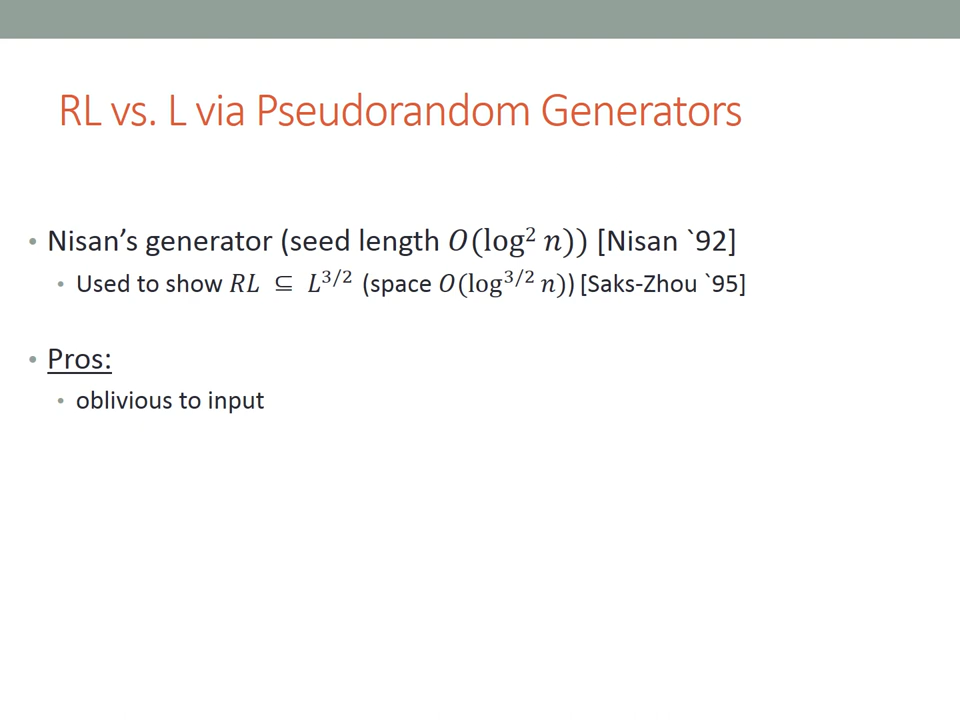 RL vs. L via Pseudorandom Generators
• Nisan’s generator (seed length 𝑂(log² 𝑛)) [Nisan `92]
• Used to show 𝑅𝐿 ⊆ 𝐿^{3/2} (space 𝑂(log^{3/2} 𝑛)) [Saks-Zhou `95]
• Pros:
• oblivious to input